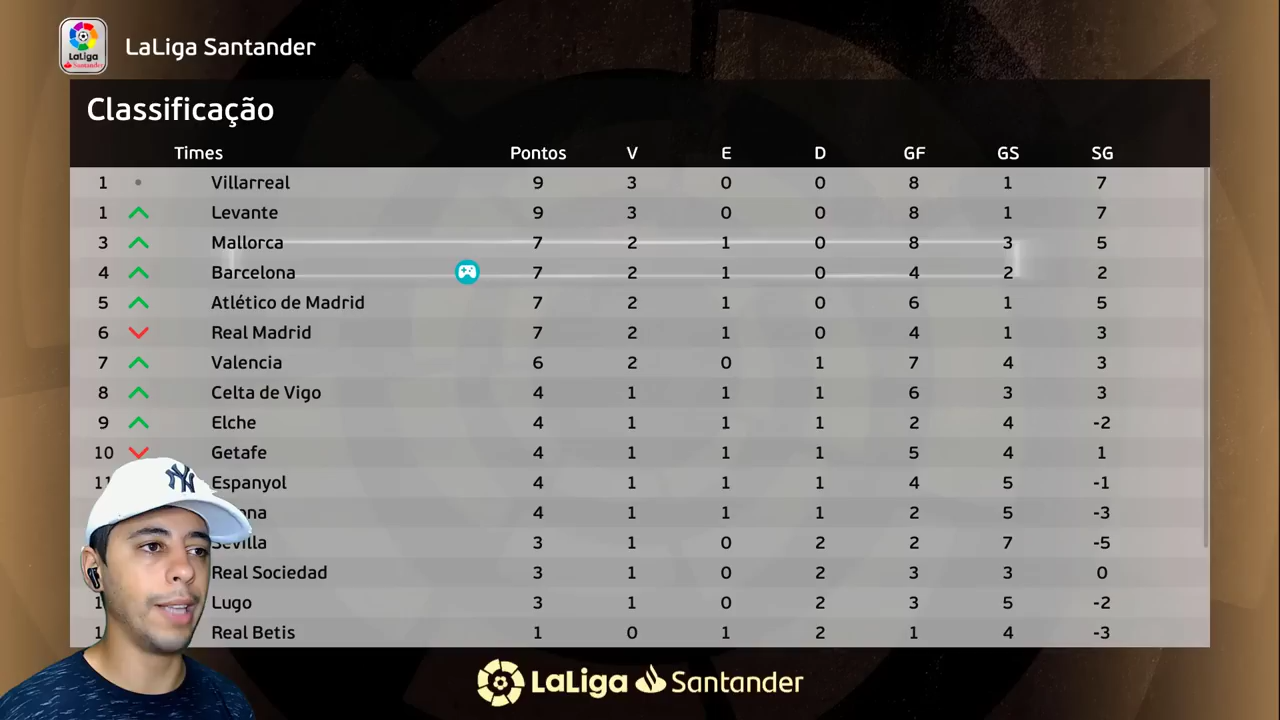 LaLiga Santander
Classificação
Times Pontos V E D GF GS SG
1 Villarreal 9 3 0 0 8 1 7
1 Levante 9 3 0 0 8 1 7
3 Mallorca 7 2 1 0 8 3 5
4 Barcelona 7 2 1 0 4 2 2
5 Atlético de Madrid 7 2 1 0 6 1 5
6 Real Madrid 7 2 1 0 4 1 3
7 Valencia 6 2 0 1 7 4 3
8 Celta de Vigo 4 1 1 1 6 3 3
9 Elche 4 1 1 1 2 4 -2
10 Getafe 4 1 1 1 5 4 1
11 Espanyol 4 1 1 1 4 5 -1
4 1 1 1 2 5 -3
Sevilla 3 1 0 2 2 7 -5
Real Sociedad 3 1 0 2 3 3 0
Lugo 3 1 0 2 3 5 -2
Real Betis 1 0 1 2 1 4 -3
LaLiga Santander